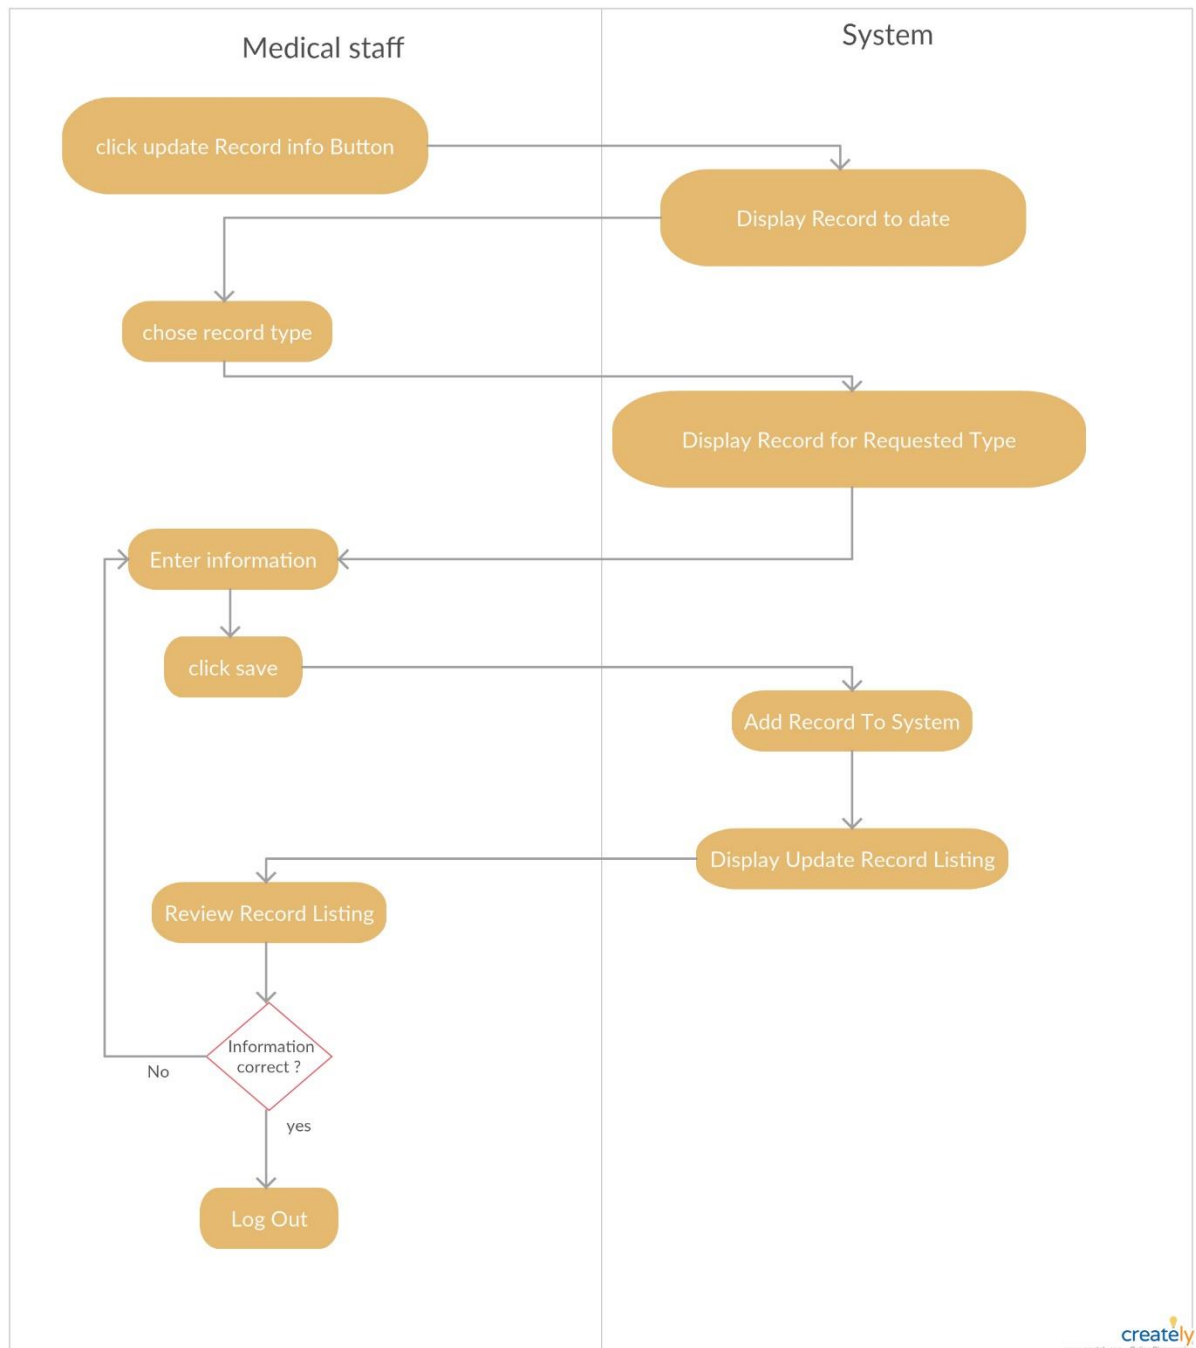 Medical staff
System
click update Record info Button
Display Record to date
chose record type
Display Record for Requested Type
Enter information
click save
Add Record To System
Display Update Record Listing
Review Record Listing
Information
correct ?
No
yes
Log Out
creately